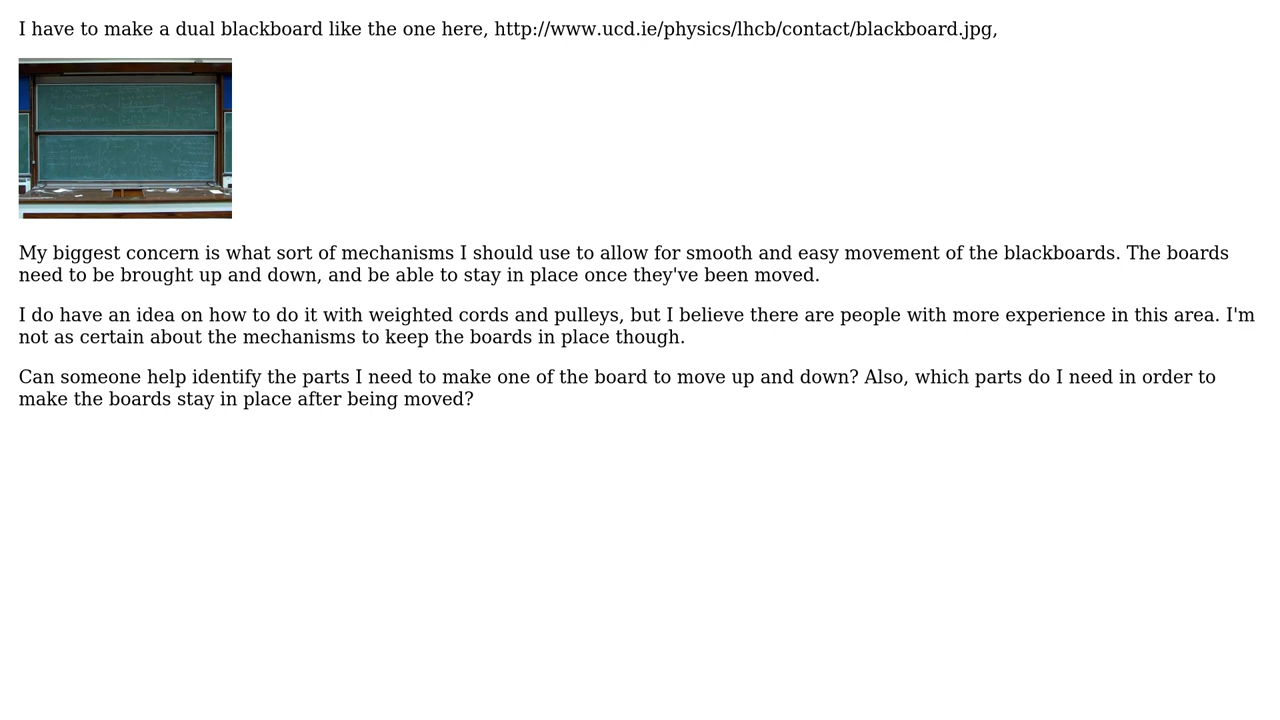 I have to make a dual blackboard like the one here, http://www.ucd.ie/physics/lhcb/contact/blackboard.jpg,
My biggest concern is what sort of mechanisms I should use to allow for smooth and easy movement of the blackboards. The boards
need to be brought up and down, and be able to stay in place once they've been moved.
I do have an idea on how to do it with weighted cords and pulleys, but I believe there are people with more experience in this area. I'm
not as certain about the mechanisms to keep the boards in place though.
Can someone help identify the parts I need to make one of the board to move up and down? Also, which parts do I need in order to
make the boards stay in place after being moved?